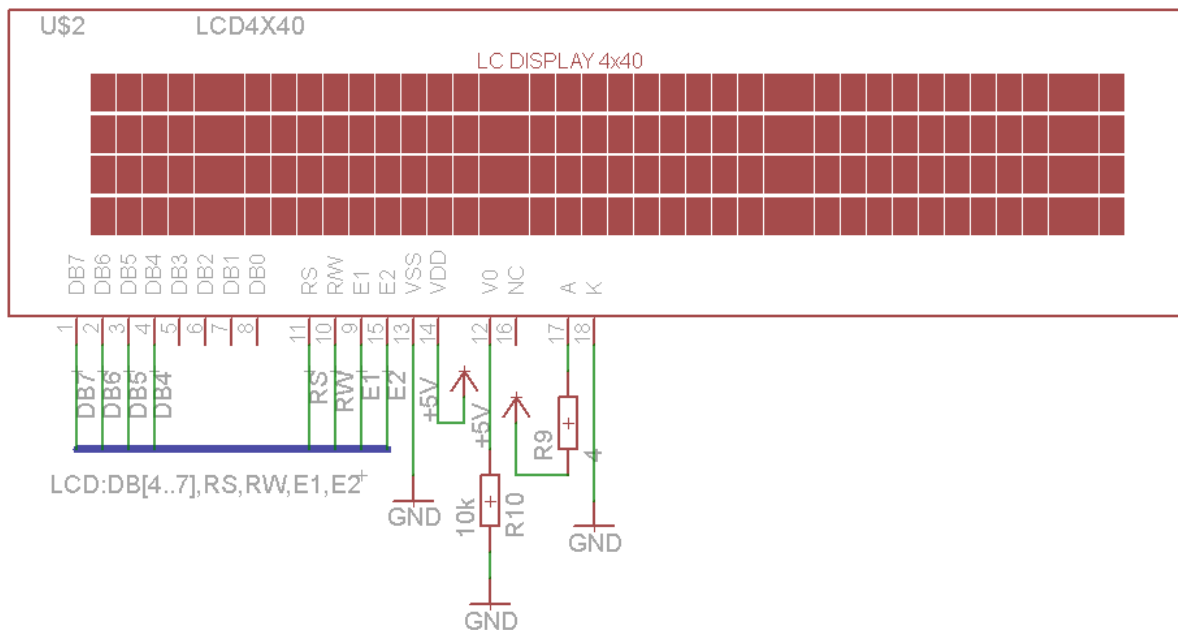 U$2 LCD4X40
LC DISPLAY 4x40
DB7 DB6 DB5 DB4 DB3 DB2 DB1 DB0 RS R/W E1 E2 VSS VDD V0 NC A K
1 2 3 4 5 6 7 8 11 10 9 15 13 14 12 16 17 18
DB7 DB6 DB5 DB4 RS RW E1 E2 +5V +5V R9 4
LCD:DB[4..7],RS,RW,E1,E2
GND 10k R10 GND
GND